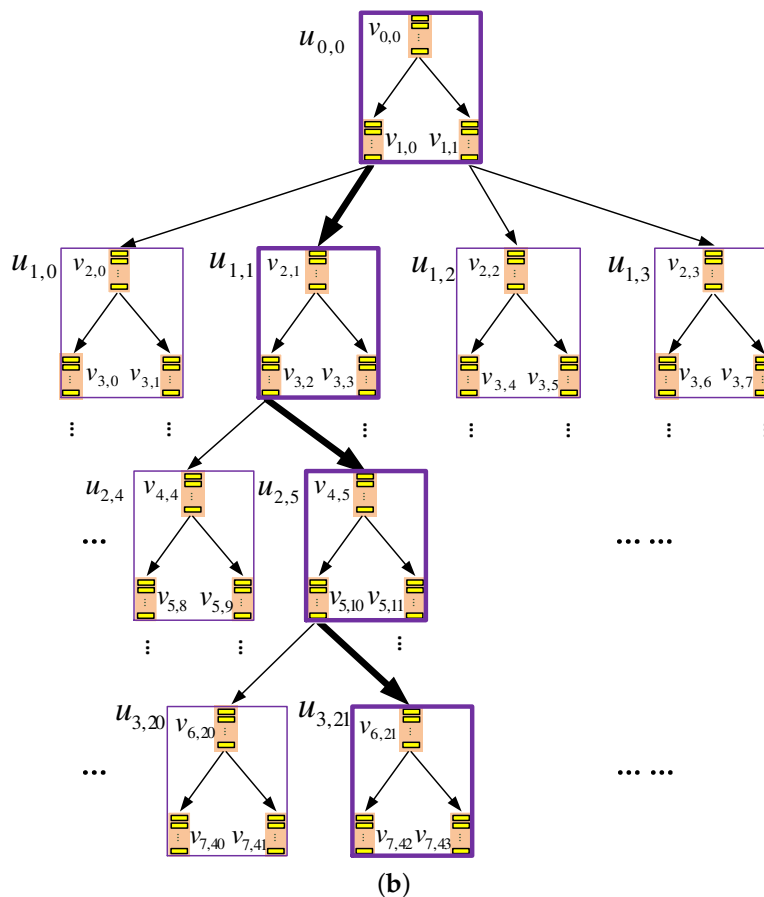 u0,0 v0,0
v1,0 v1,1
u1,0 v2,0 u1,1 v2,1 u1,2 v2,2 u1,3 v2,3
v3,0 v3,1 v3,2 v3,3 v3,4 v3,5 v3,6 v3,7
u2,4 v4,4 u2,5 v4,5
... ... ...
v5,8 v5,9 v5,10 v5,11
u3,20 v6,20 u3,21 v6,21
... ... ...
v7,40 v7,41 v7,42 v7,43
(b)